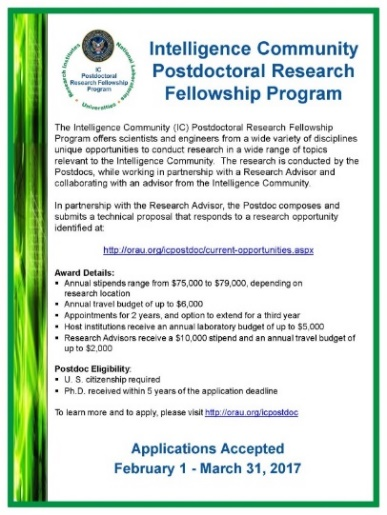 IC
Postdoctoral
Research Fellowship
Program
Research Institutes
National Laboratories
Universities
Intelligence Community
Postdoctoral Research
Fellowship Program
The Intelligence Community (IC) Postdoctoral Research Fellowship
Program offers scientists and engineers from a wide variety of disciplines
unique opportunities to conduct research in a wide range of topics
relevant to the Intelligence Community. The research is conducted by the
Postdocs, while working in partnership with a Research Advisor and
collaborating with an advisor from the Intelligence Community.
In partnership with the Research Advisor, the Postdoc composes and
submits a technical proposal that responds to a research opportunity
identified at:
http://orau.org/icpostdoc/current-opportunities.aspx
Award Details:
▪ Annual stipends range from $75,000 to $79,000, depending on
research location
▪ Annual travel budget of up to $6,000
▪ Appointments for 2 years, and option to extend for a third year
▪ Host institutions receive an annual laboratory budget of up to $5,000
▪ Research Advisors receive a $10,000 stipend and an annual travel budget of
up to $2,000
Postdoc Eligibility:
▪ U. S. citizenship required
▪ Ph.D. received within 5 years of the application deadline
To learn more and to apply, please visit http://orau.org/icpostdoc
Applications Accepted
February 1 - March 31, 2017